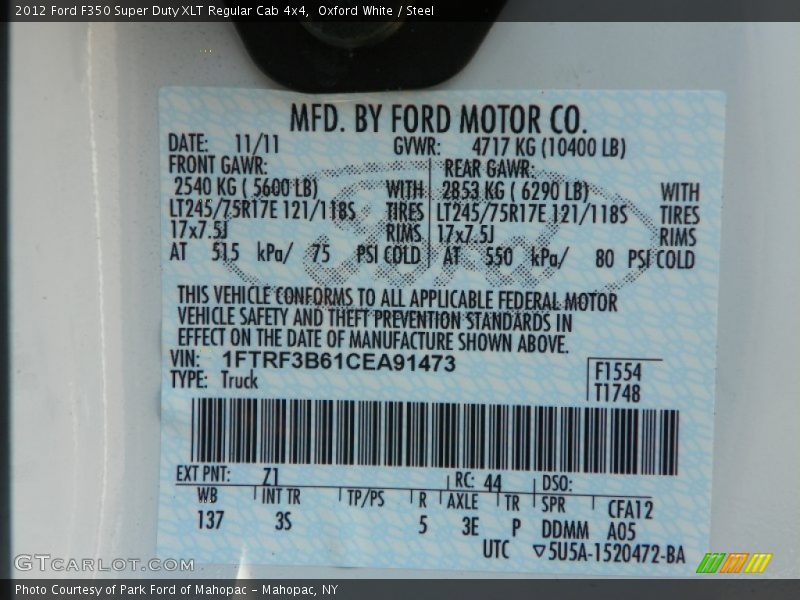 2012 Ford F350 Super Duty XLT Regular Cab 4x4, Oxford White / Steel
MFD. BY FORD MOTOR CO.
DATE: 11/11 GVWR: 4717 KG (10400 LB)
FRONT GAWR: REAR GAWR:
2540 KG ( 5600 LB) WITH 2853 KG ( 6290 LB) WITH
LT245/75R17E 121/118S TIRES LT245/75R17E 121/118S TIRES
17x7.5J RIMS 17x7.5J RIMS
AT 515 kPa/ 75 PSI COLD AT 550 kPa/ 80 PSI COLD
THIS VEHICLE CONFORMS TO ALL APPLICABLE FEDERAL MOTOR
VEHICLE SAFETY AND THEFT PREVENTION STANDARDS IN
EFFECT ON THE DATE OF MANUFACTURE SHOWN ABOVE.
VIN: 1FTRF3B61CEA91473
TYPE: Truck
F1554
T1748
EXT PNT: Z1 RC: 44 DSO:
WB INT TR TP/PS R AXLE TR SPR CFA12
137 3S 5 3E P DDMM A05
UTC ▽5U5A-1520472-BA
Ford
GTCarLot.com
Photo Courtesy of Park Ford of Mahopac - Mahopac, NY